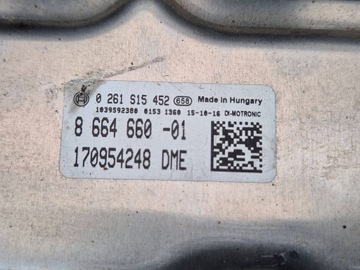 0 261 S15 452 658 Made in Hungary
1039S92380 0153 1360 15-10-16 DI-MOTRONIC
8 664 660 -01
170954248 DME